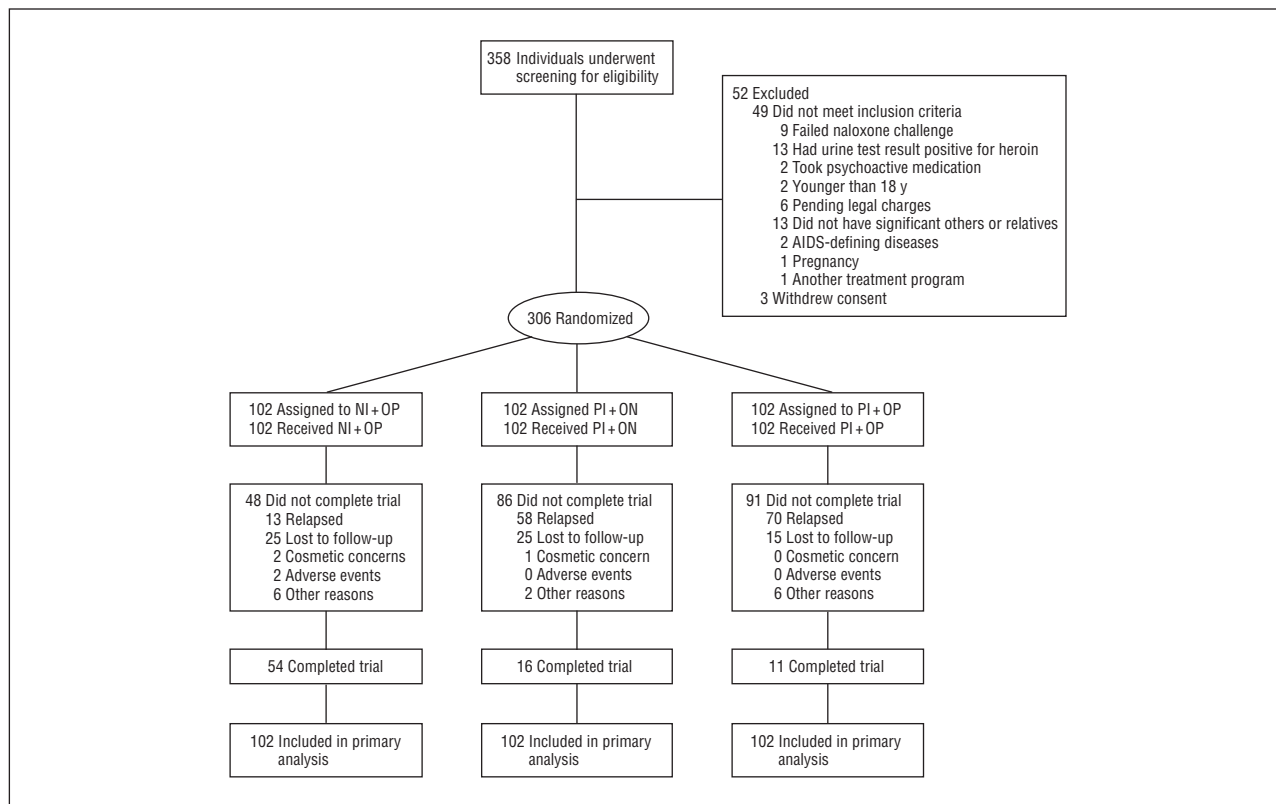 358 Individuals underwent
screening for eligibility
52 Excluded
49 Did not meet inclusion criteria
9 Failed naloxone challenge
13 Had urine test result positive for heroin
2 Took psychoactive medication
2 Younger than 18 y
6 Pending legal charges
13 Did not have significant others or relatives
2 AIDS-defining diseases
1 Pregnancy
1 Another treatment program
3 Withdrew consent
306 Randomized
102 Assigned to NI + OP
102 Received NI + OP
102 Assigned PI + ON
102 Received PI + ON
102 Assigned to PI + OP
102 Received PI + OP
48 Did not complete trial
13 Relapsed
25 Lost to follow-up
2 Cosmetic concerns
2 Adverse events
6 Other reasons
86 Did not complete trial
58 Relapsed
25 Lost to follow-up
1 Cosmetic concern
0 Adverse events
2 Other reasons
91 Did not complete trial
70 Relapsed
15 Lost to follow-up
0 Cosmetic concern
0 Adverse events
6 Other reasons
54 Completed trial
16 Completed trial
11 Completed trial
102 Included in primary
analysis
102 Included in primary
analysis
102 Included in primary
analysis